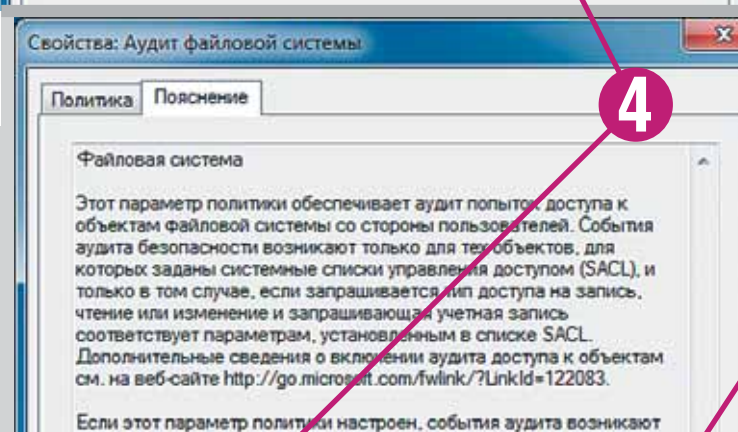 Свойства: Аудит файловой системы
Политика Пояснение
4
Файловая система
Этот параметр политики обеспечивает аудит попыток доступа к
объектам файловой системы со стороны пользователей. События
аудита безопасности возникают только для тех объектов, для
которых заданы системные списки управления доступом (SACL), и
только в том случае, если запрашивается тип доступа на запись,
чтение или изменение и запрашивающая учетная запись
соответствует параметрам, установленным в списке SACL.
Дополнительные сведения о включении аудита доступа к объектам
см. на веб-сайте http://go.microsoft.com/fwlink/?LinkId=122083.
Если этот параметр политики настроен, события аудита возникают